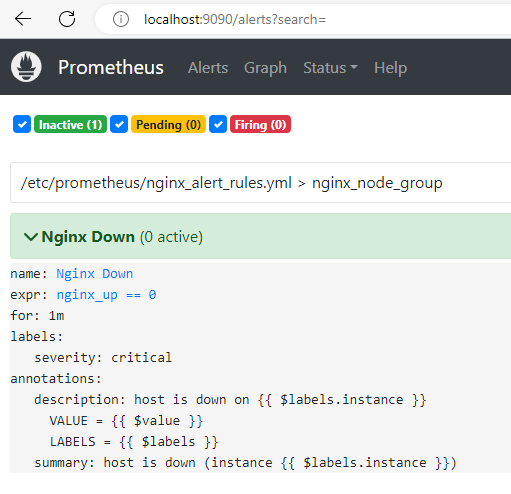 localhost:9090/alerts?search=
Prometheus Alerts Graph Status Help
Inactive (1) Pending (0) Firing (0)
/etc/prometheus/nginx_alert_rules.yml > nginx_node_group
Nginx Down (0 active)
name: Nginx Down
expr: nginx_up == 0
for: 1m
labels:
severity: critical
annotations:
description: host is down on {{ $labels.instance }}
VALUE = {{ $value }}
LABELS = {{ $labels }}
summary: host is down (instance {{ $labels.instance }})